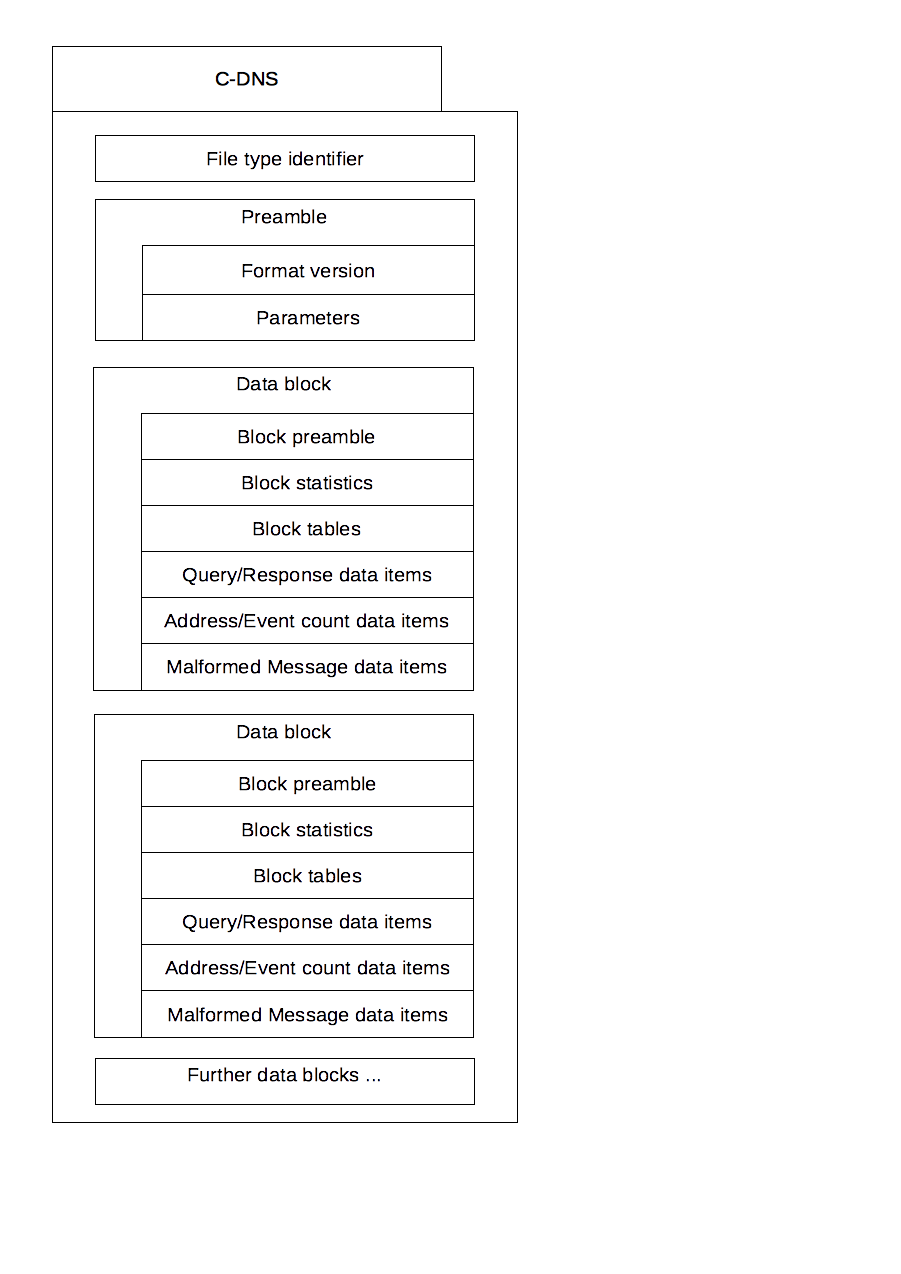 C-DNS
File type identifier
Preamble
Format version
Parameters
Data block
Block preamble
Block statistics
Block tables
Query/Response data items
Address/Event count data items
Malformed Message data items
Data block
Block preamble
Block statistics
Block tables
Query/Response data items
Address/Event count data items
Malformed Message data items
Further data blocks ...